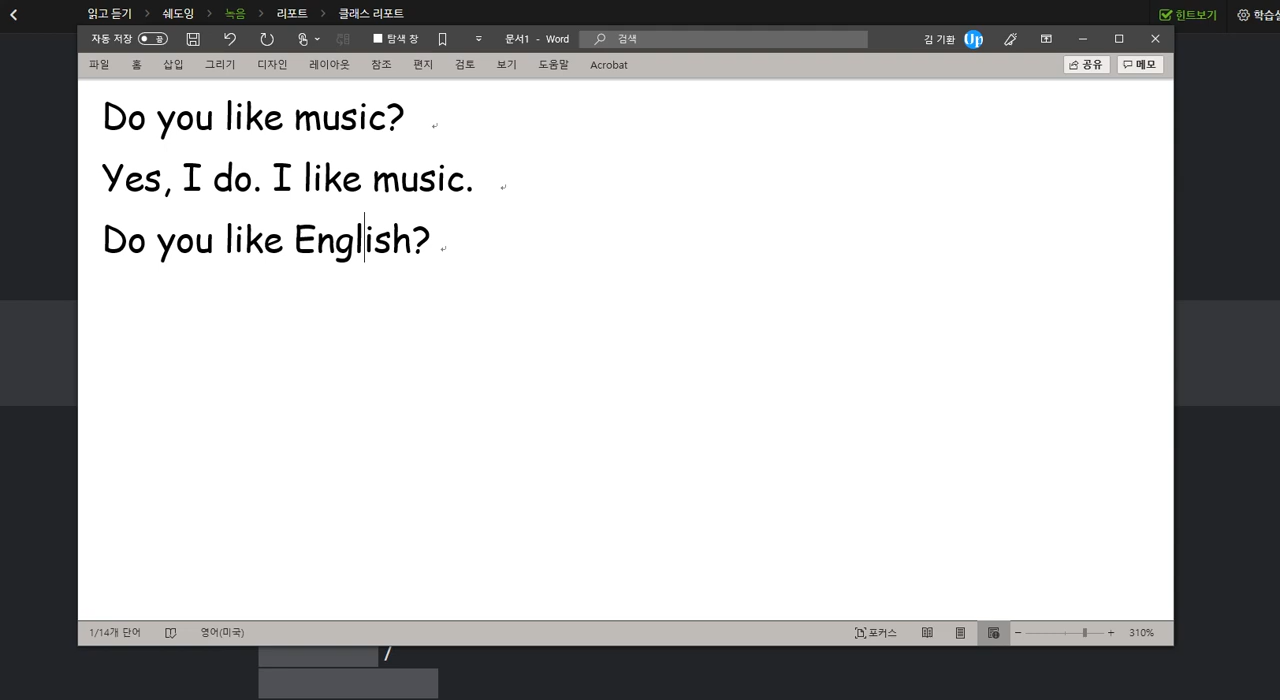 읽고 듣기 > 쉐도잉 > 녹음 > 리포트 > 클래스 리포트 힌트보기
자동 저장 끔 탐색 창 문서1 - Word 검색 김 기환 Up
파일 홈 삽입 그리기 디자인 레이아웃 참조 편지 검토 보기 도움말 Acrobat 공유 메모
Do you like music?
Yes, I do. I like music.
Do you like English?
1/14개 단어 영어(미국) 포커스 310%
/